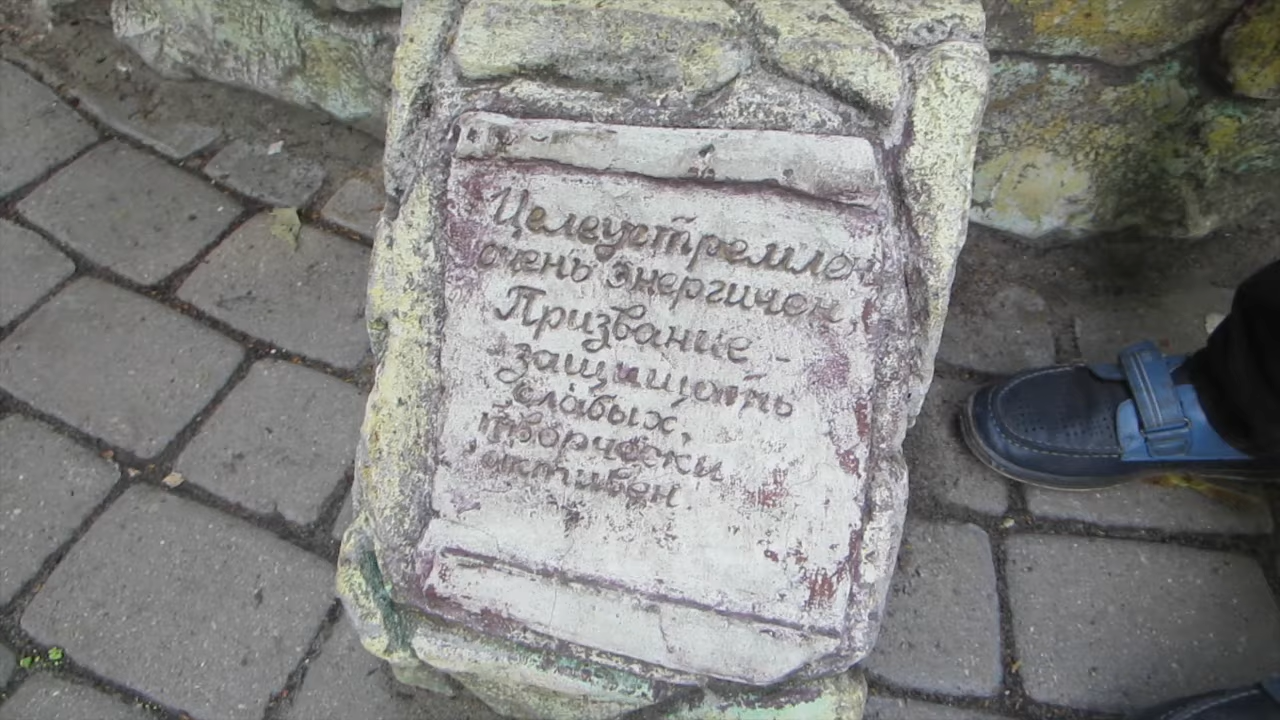 Целеустремлен,
очень энергичен,
Призвание -
защищать
слабых,
творчески
активен